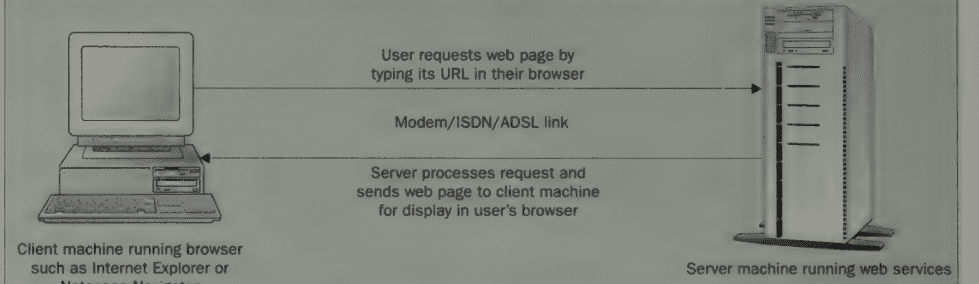 User requests web page by
typing its URL in their browser
Modem/ISDN/ADSL link
Server processes request and
sends web page to client machine
for display in user's browser
Client machine running browser
such as Internet Explorer or
Server machine running web services